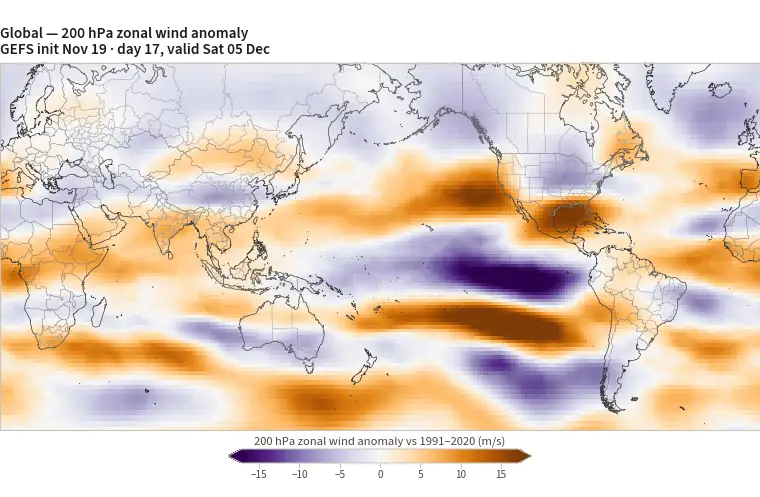 Global — 200 hPa zonal wind anomaly
GEFS init Nov 19 · day 17, valid Sat 05 Dec
200 hPa zonal wind anomaly vs 1991–2020 (m/s)
−15 −10 −5 0 5 10 15